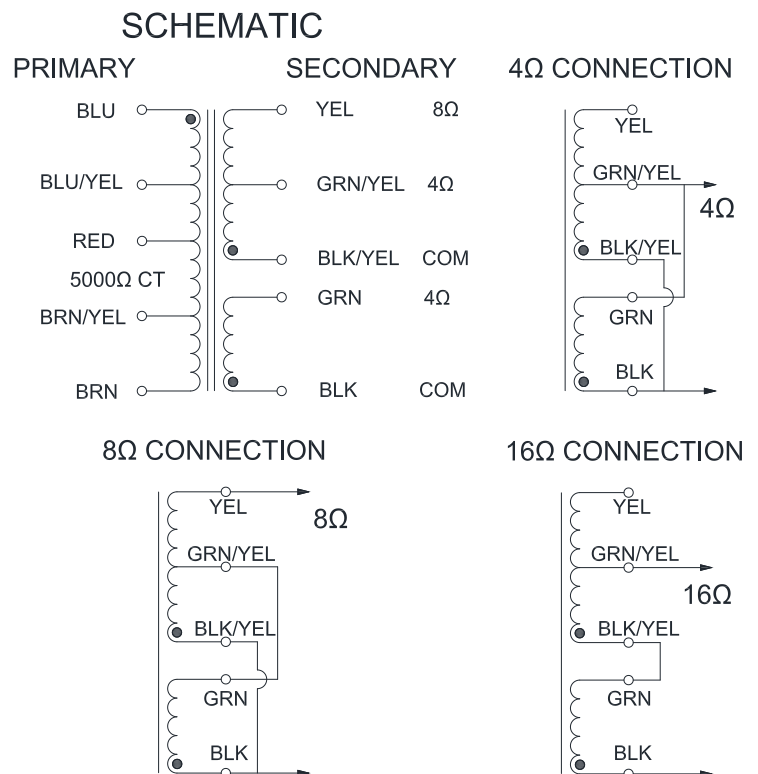 SCHEMATIC
PRIMARY
SECONDARY
BLU
BLU/YEL
RED
5000Ω CT
BRN/YEL
BRN
YEL 8Ω
GRN/YEL 4Ω
BLK/YEL COM
GRN 4Ω
BLK COM
4Ω CONNECTION
YEL
GRN/YEL
4Ω
BLK/YEL
GRN
BLK
8Ω CONNECTION
YEL
8Ω
GRN/YEL
BLK/YEL
GRN
BLK
16Ω CONNECTION
YEL
GRN/YEL
16Ω
BLK/YEL
GRN
BLK